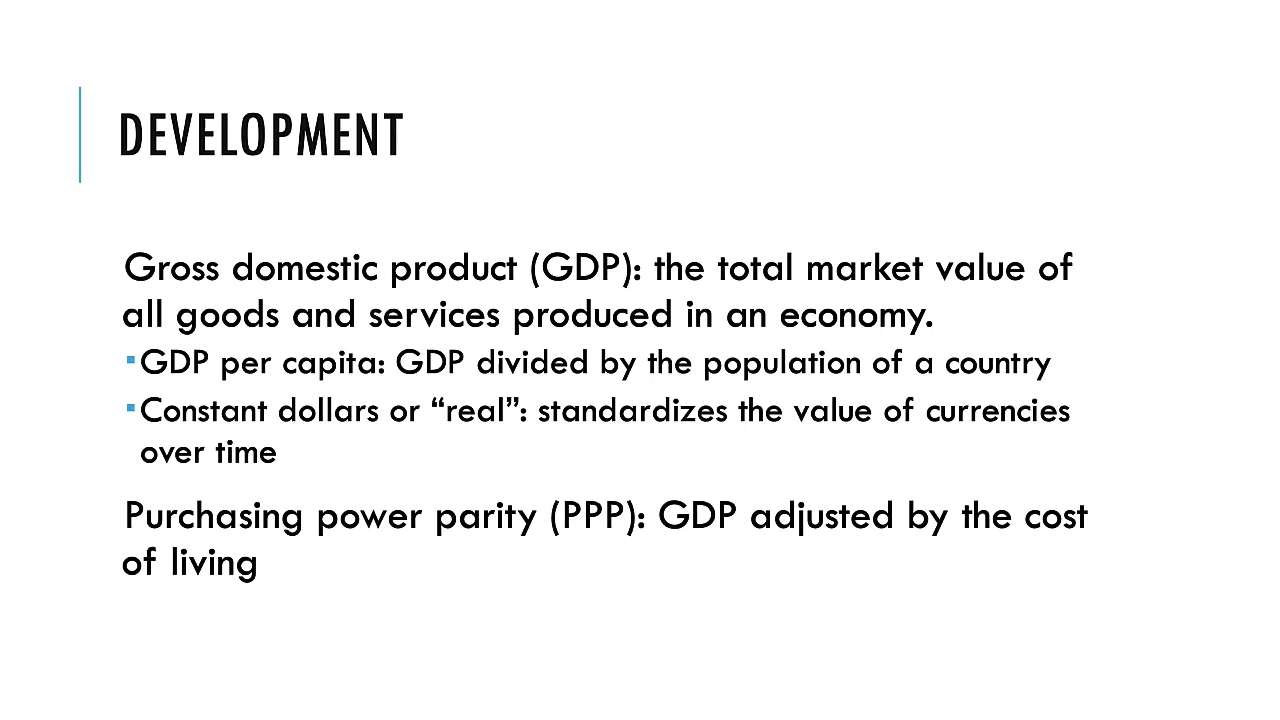 DEVELOPMENT
Gross domestic product (GDP): the total market value of
all goods and services produced in an economy.
▪GDP per capita: GDP divided by the population of a country
▪Constant dollars or “real”: standardizes the value of currencies
over time
Purchasing power parity (PPP): GDP adjusted by the cost
of living